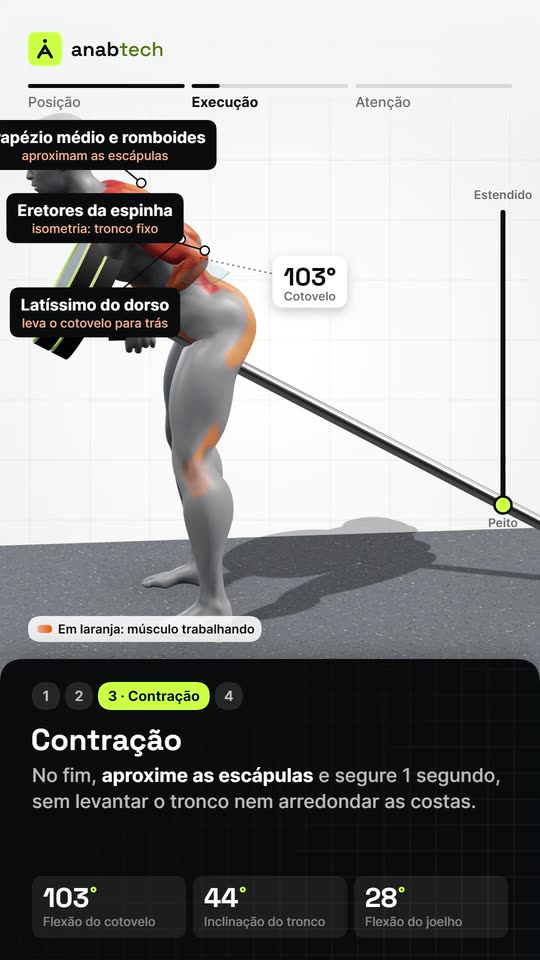 anabtech
Posição
Execução
Atenção
rapézio médio e romboides
aproximam as escápulas
Estendido
Eretores da espinha
isometria: tronco fixo
103°
Cotovelo
Latíssimo do dorso
leva o cotovelo para trás
Peito
Em laranja: músculo trabalhando
1 2 3 · Contração 4
Contração
No fim, aproxime as escápulas e segure 1 segundo,
sem levantar o tronco nem arredondar as costas.
103° 44° 28°
Flexão do cotovelo Inclinação do tronco Flexão do joelho